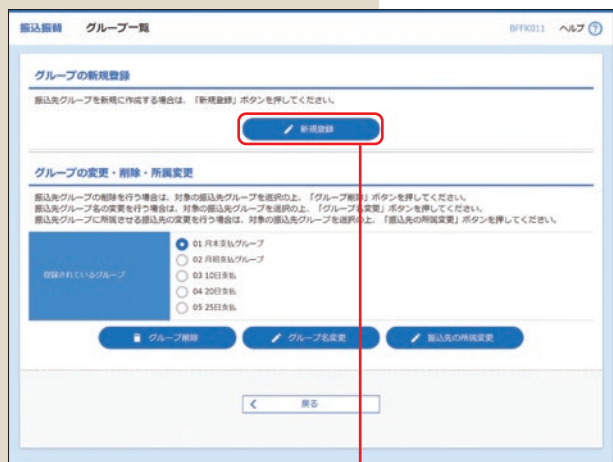 振込振替 グループ一覧 BFFK011 ヘルプ ?
グループの新規登録
振込先グループを新規に作成する場合は、「新規登録」ボタンを押してください。
新規登録
グループの変更・削除・所属変更
振込先グループの削除を行う場合は、対象の振込先グループを選択の上、「グループ削除」ボタンを押してください。
振込先グループ名の変更を行う場合は、対象の振込先グループを選択の上、「グループ名変更」ボタンを押してください。
振込先グループに所属させる振込先の変更を行う場合は、対象の振込先グループを選択の上、「振込先の所属変更」ボタンを押してください。
登録されているグループ
01 月末支払グループ
02 月初支払グループ
03 10日支払
04 20日支払
05 25日支払
グループ削除 グループ名変更 振込先の所属変更
戻る